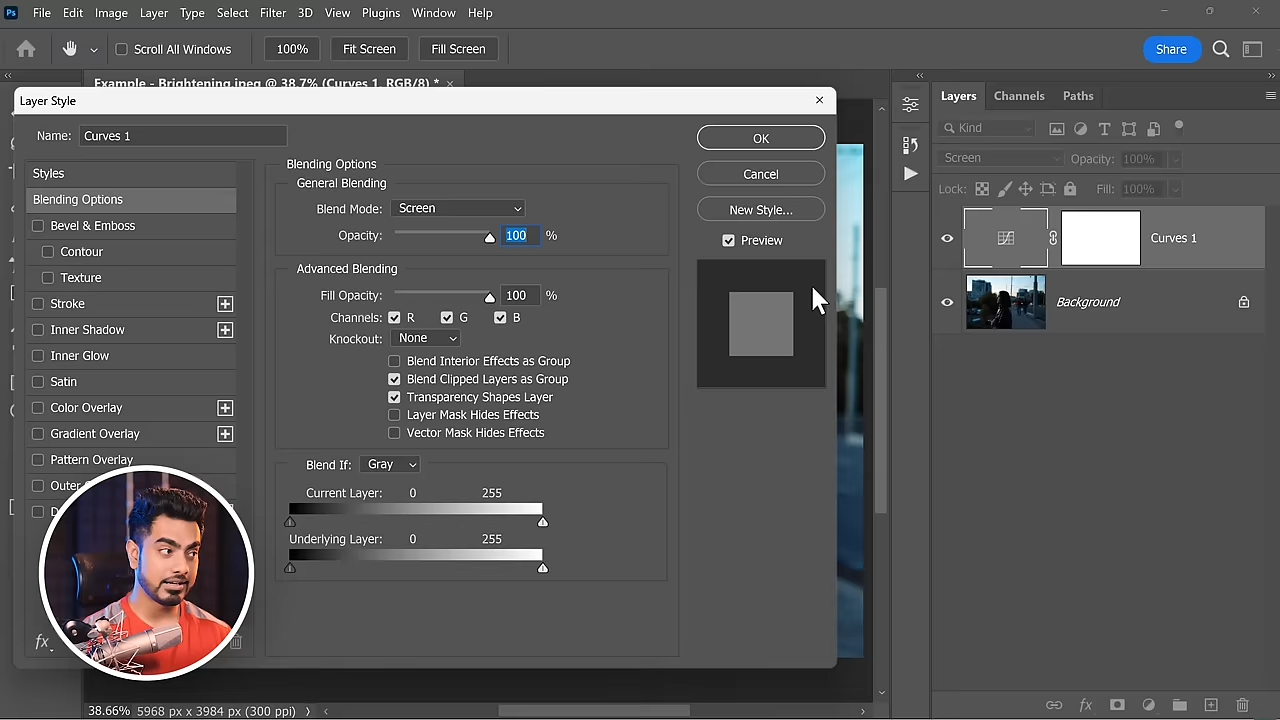 Ps File Edit Image Layer Type Select Filter 3D View Plugins Window Help
Scroll All Windows 100% Fit Screen Fill Screen Share
Example - Brightening.jpeg @ 38.7% (Curves 1, RGB/8) *
Layer Style
Name: Curves 1
Styles
Blending Options
Bevel & Emboss
Contour
Texture
Stroke
Inner Shadow
Inner Glow
Satin
Color Overlay
Gradient Overlay
Pattern Overlay
Oute
D
fx
Blending Options
General Blending
Blend Mode: Screen
Opacity: 100 %
Advanced Blending
Fill Opacity: 100 %
Channels: R G B
Knockout: None
Blend Interior Effects as Group
Blend Clipped Layers as Group
Transparency Shapes Layer
Layer Mask Hides Effects
Vector Mask Hides Effects
Blend If: Gray
Current Layer: 0 255
Underlying Layer: 0 255
OK
Cancel
New Style...
Preview
Layers Channels Paths
Kind
Screen Opacity: 100%
Lock: Fill: 100%
Curves 1
Background
fx
38.66% 5968 px x 3984 px (300 ppi)